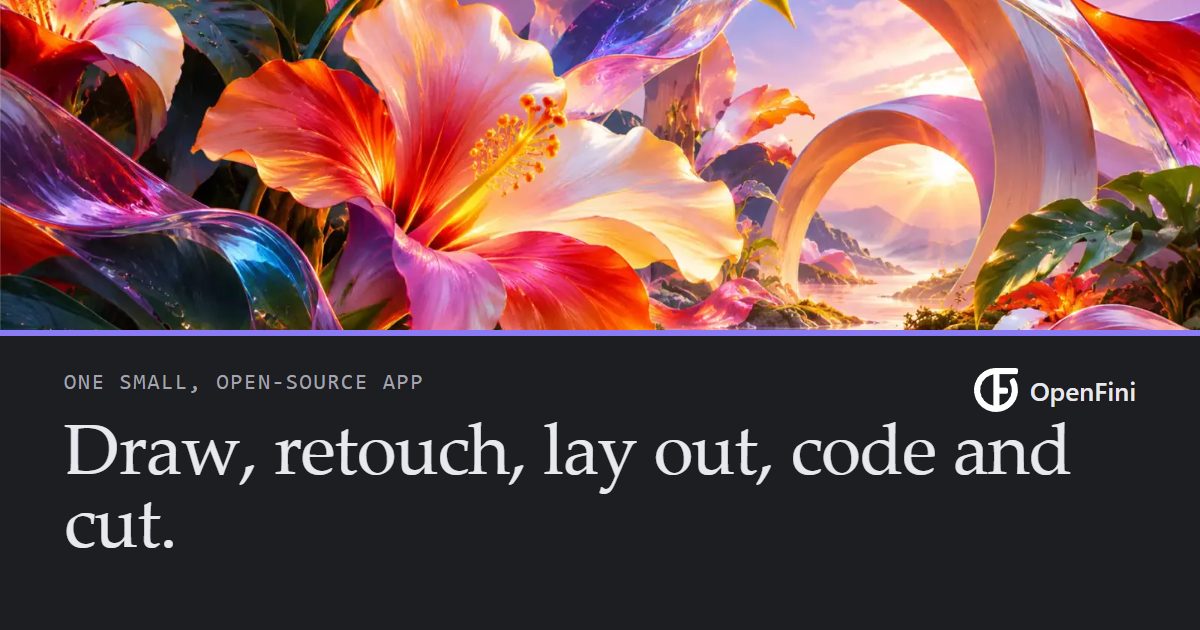 ONE SMALL, OPEN-SOURCE APP
OpenFini
Draw, retouch, lay out, code and
cut.